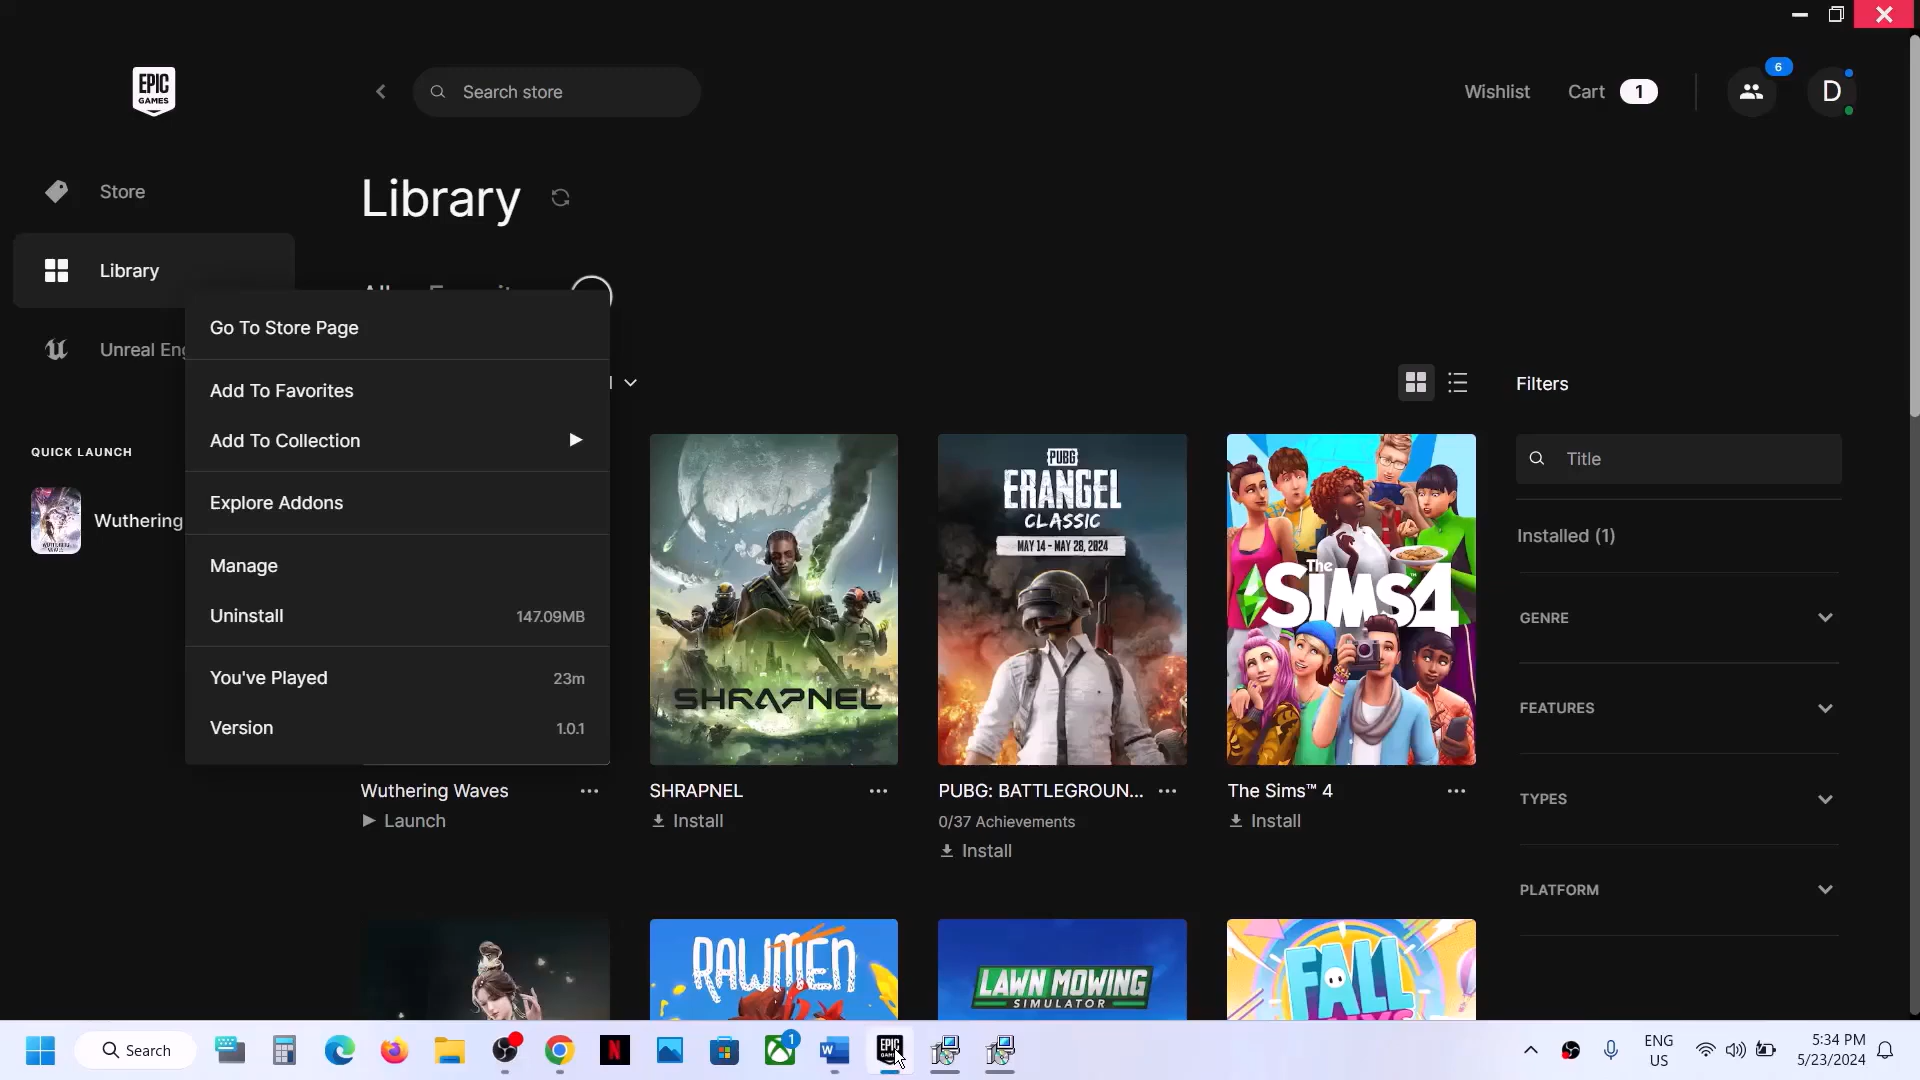 EPIC
GAMES
Search store
Wishlist
Cart
1
6
D
Store
Library
Library
Go To Store Page
Add To Favorites
Add To Collection
Explore Addons
Manage
Uninstall
147.09MB
You've Played
23m
Version
1.0.1
QUICK LAUNCH
Wuthering
Filters
Title
Installed (1)
GENRE
FEATURES
TYPES
PLATFORM
SHRAPNEL
PUBG
ERANGEL
CLASSIC
MAY 14 - MAY 28, 2024
The
SIMS4
Wuthering Waves
Launch
SHRAPNEL
Install
PUBG: BATTLEGROUN...
0/37 Achievements
Install
The Sims™ 4
Install
RAWMEN
LAWN MOWING
SIMULATOR
FALL
Search
1
EPIC
ENG
US
5:34 PM
5/23/2024